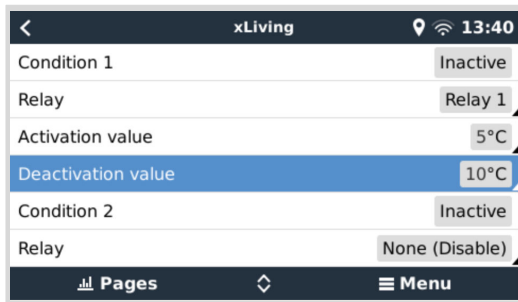 xLiving 13:40
Condition 1 Inactive
Relay Relay 1
Activation value 5°C
Deactivation value 10°C
Condition 2 Inactive
Relay None (Disable)
Pages Menu